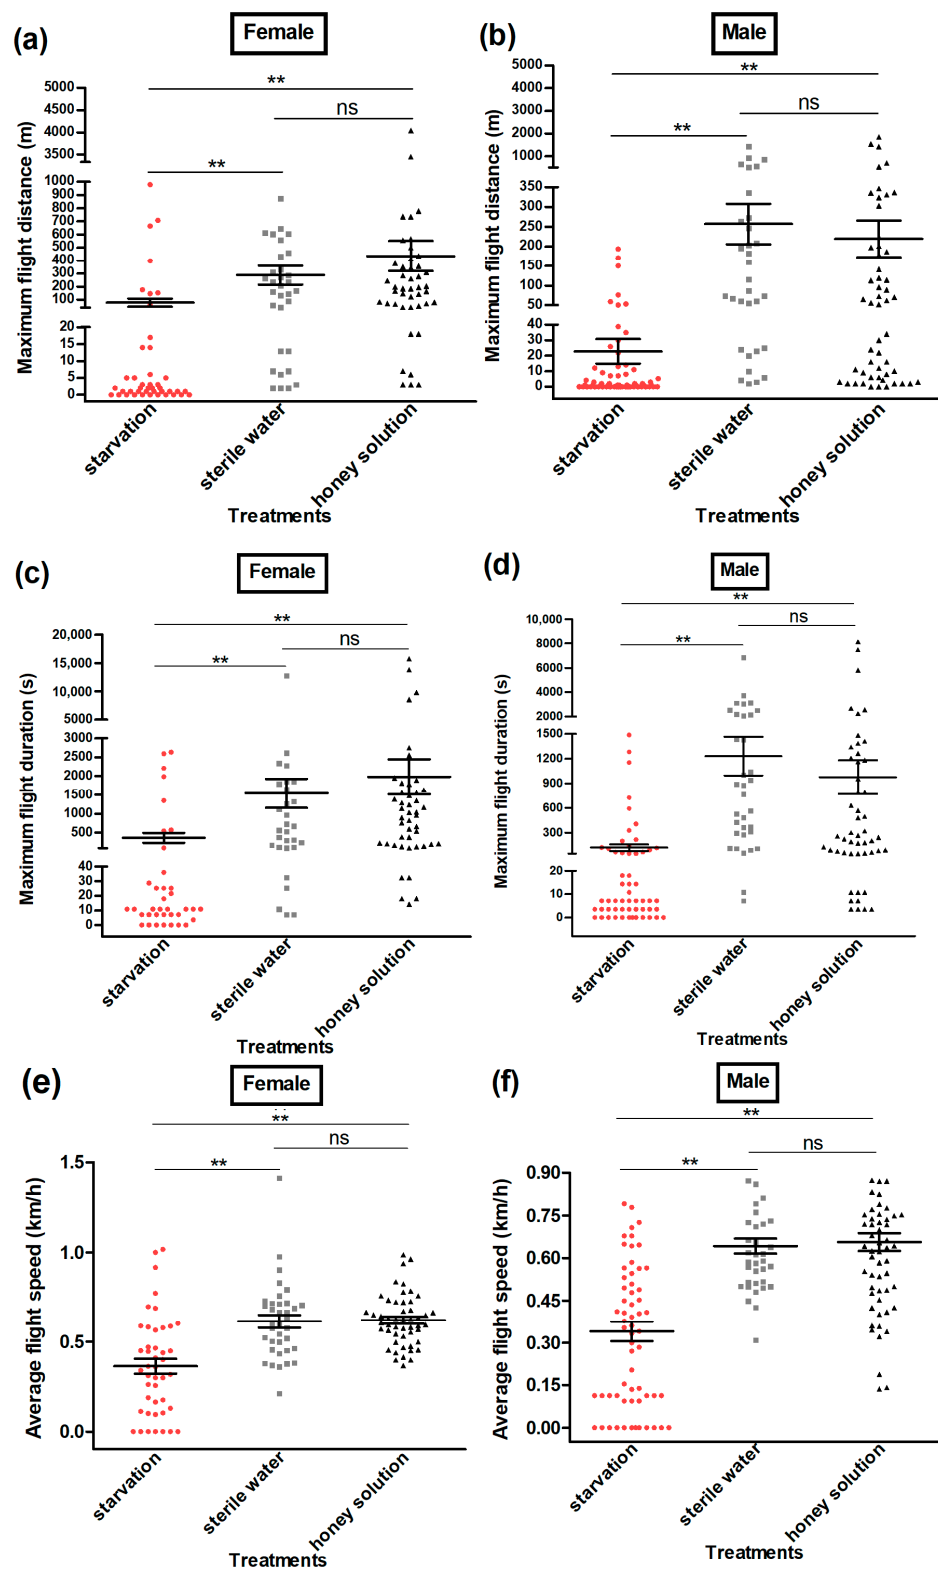 (a)
Female
Maximum flight distance (m)
5000
4500
4000
3500
1000
900
800
700
600
500
400
300
200
100
20
15
10
5
0
**
ns
**
starvation
sterile water
honey solution
Treatments
(b)
Male
Maximum flight distance (m)
5000
4000
3000
2000
1000
350
300
250
200
150
100
50
40
30
20
10
0
**
ns
**
starvation
sterile water
honey solution
Treatments
(c)
Female
Maximum flight duration (s)
20,000
15,000
10,000
5000
3000
2500
2000
1500
1000
500
40
30
20
10
0
**
ns
**
starvation
sterile water
honey solution
Treatments
(d)
Male
Maximum flight duration (s)
10,000
8000
6000
4000
2000
1500
1200
900
600
300
20
10
0
**
ns
**
starvation
sterile water
honey solution
Treatments
(e)
Female
Average flight speed (km/h)
1.5
1.0
0.5
0.0
**
ns
**
starvation
sterile water
honey solution
Treatments
(f)
Male
Average flight speed (km/h)
0.90
0.75
0.60
0.45
0.30
0.15
0.00
**
ns
**
starvation
sterile water
honey solution
Treatments